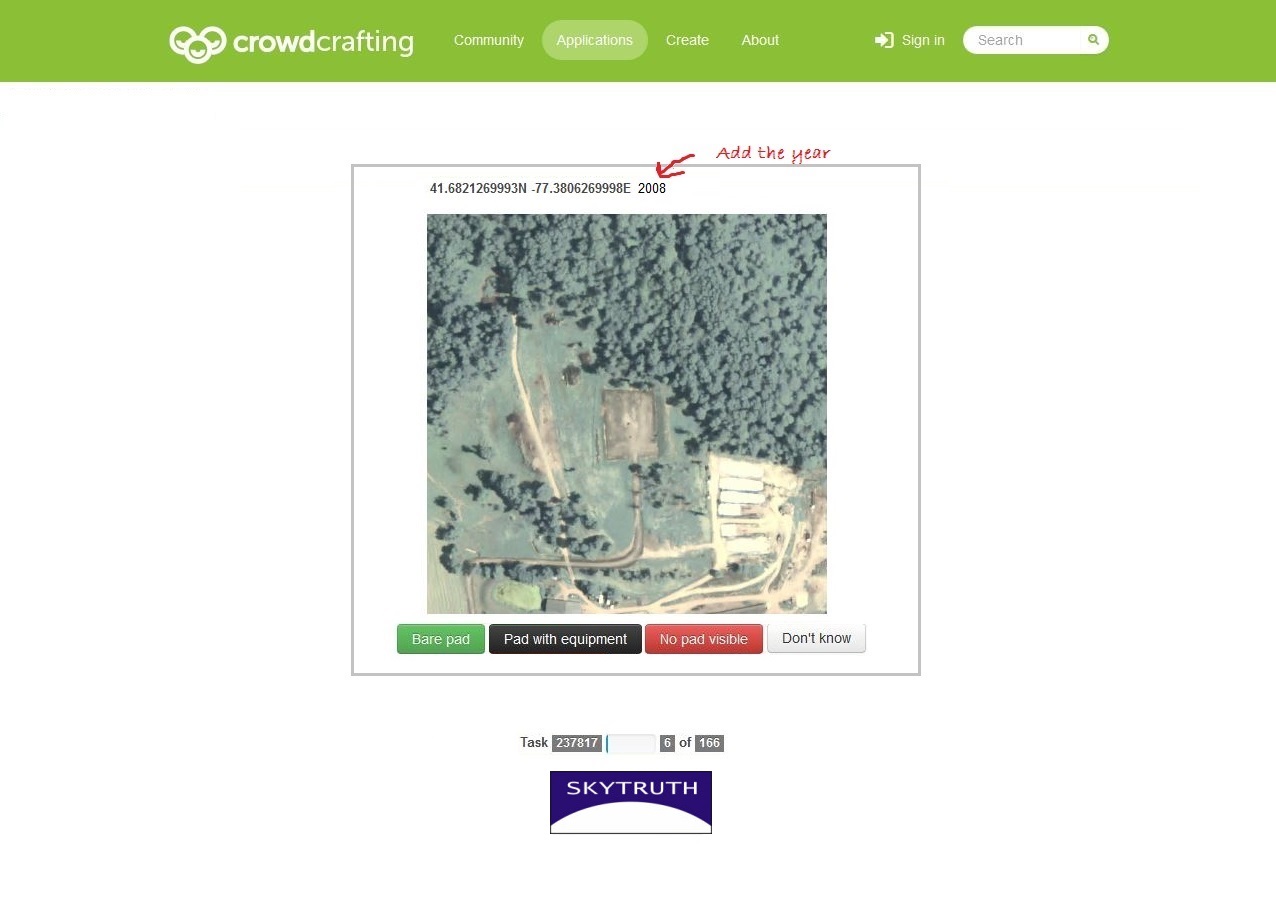 crowdcrafting Community Applications Create About Sign in Search
Add the year
41.6821269993N -77.3806269998E 2008
Bare pad Pad with equipment No pad visible Don't know
Task 237817 6 of 166
SKYTRUTH